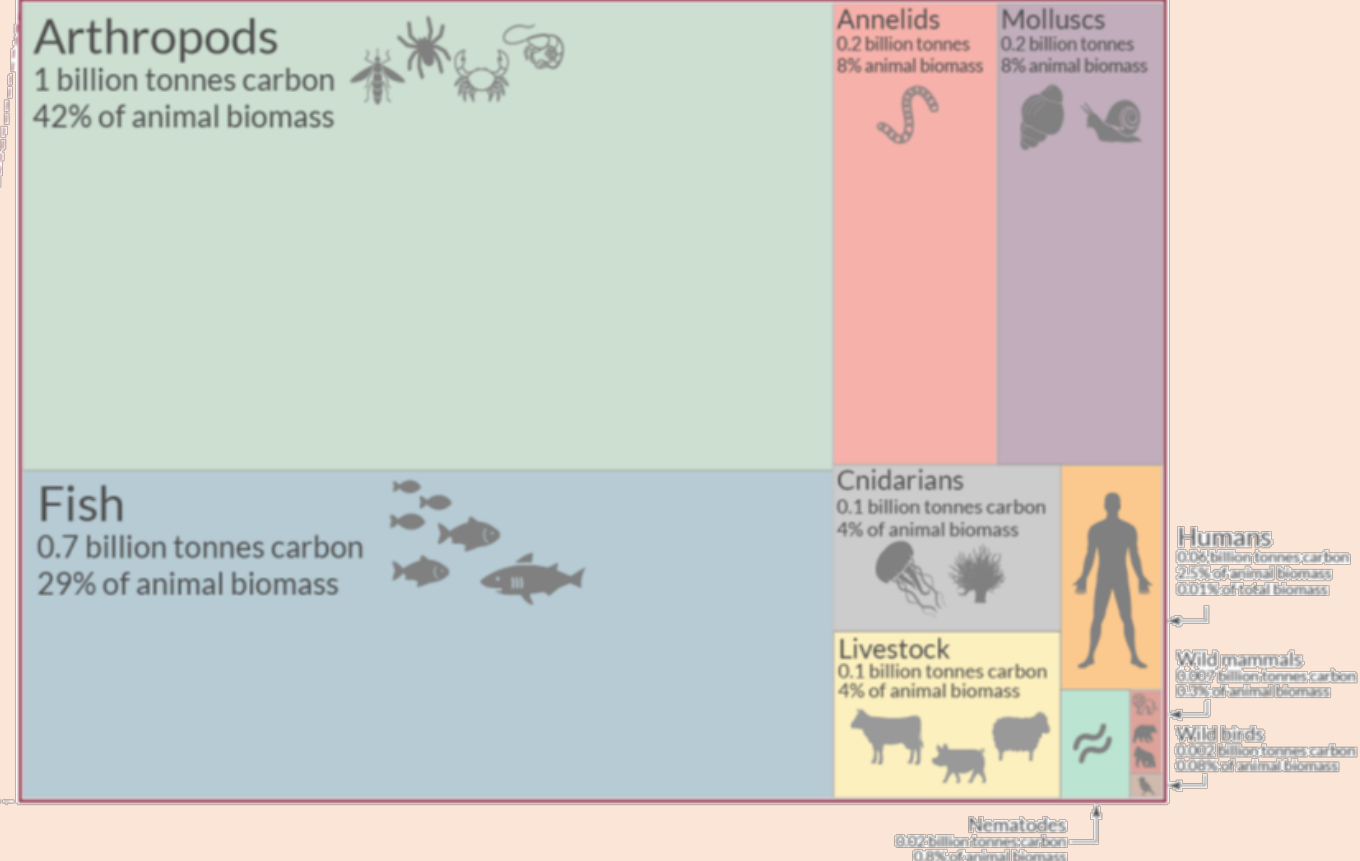 Arthropods
1 billion tonnes carbon
42% of animal biomass
Annelids
0.2 billion tonnes
8% animal biomass
Molluscs
0.2 billion tonnes
8% animal biomass
Fish
0.7 billion tonnes carbon
29% of animal biomass
Cnidarians
0.1 billion tonnes carbon
4% of animal biomass
Livestock
0.1 billion tonnes carbon
4% of animal biomass
Humans
0.06 billion tonnes carbon
2.5% of animal biomass
0.01% of total biomass
Wild mammals
0.007 billion tonnes carbon
0.3% of animal biomass
Wild birds
0.002 billion tonnes carbon
0.08% of animal biomass
Nematodes
0.02 billion tonnes carbon
0.8% of animal biomass